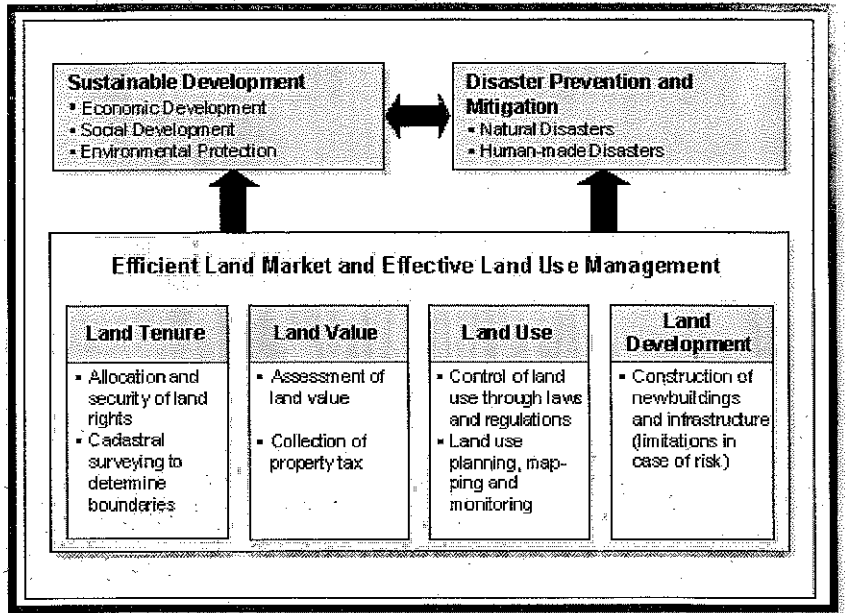 Sustainable Development
▪ Economic Development
▪ Social Development
▪ Environmental Protection
Disaster Prevention and
Mitigation
▪ Natural Disasters
▪ Human-made Disasters
Efficient Land Market and Effective Land Use Management
Land Tenure
▪ Allocation and
security of land
rights
▪ Cadastral
surveying to
determine
boundaries
Land Value
▪ Assessment of
land value
▪ Collection of
property tax
Land Use
▪ Control of land
use through laws
and regulations
▪ Land use
planning, map-
ping and
monitoring
Land
Development
▪ Construction of
newbuildings
and infrastructure
(limitations in
case of risk)